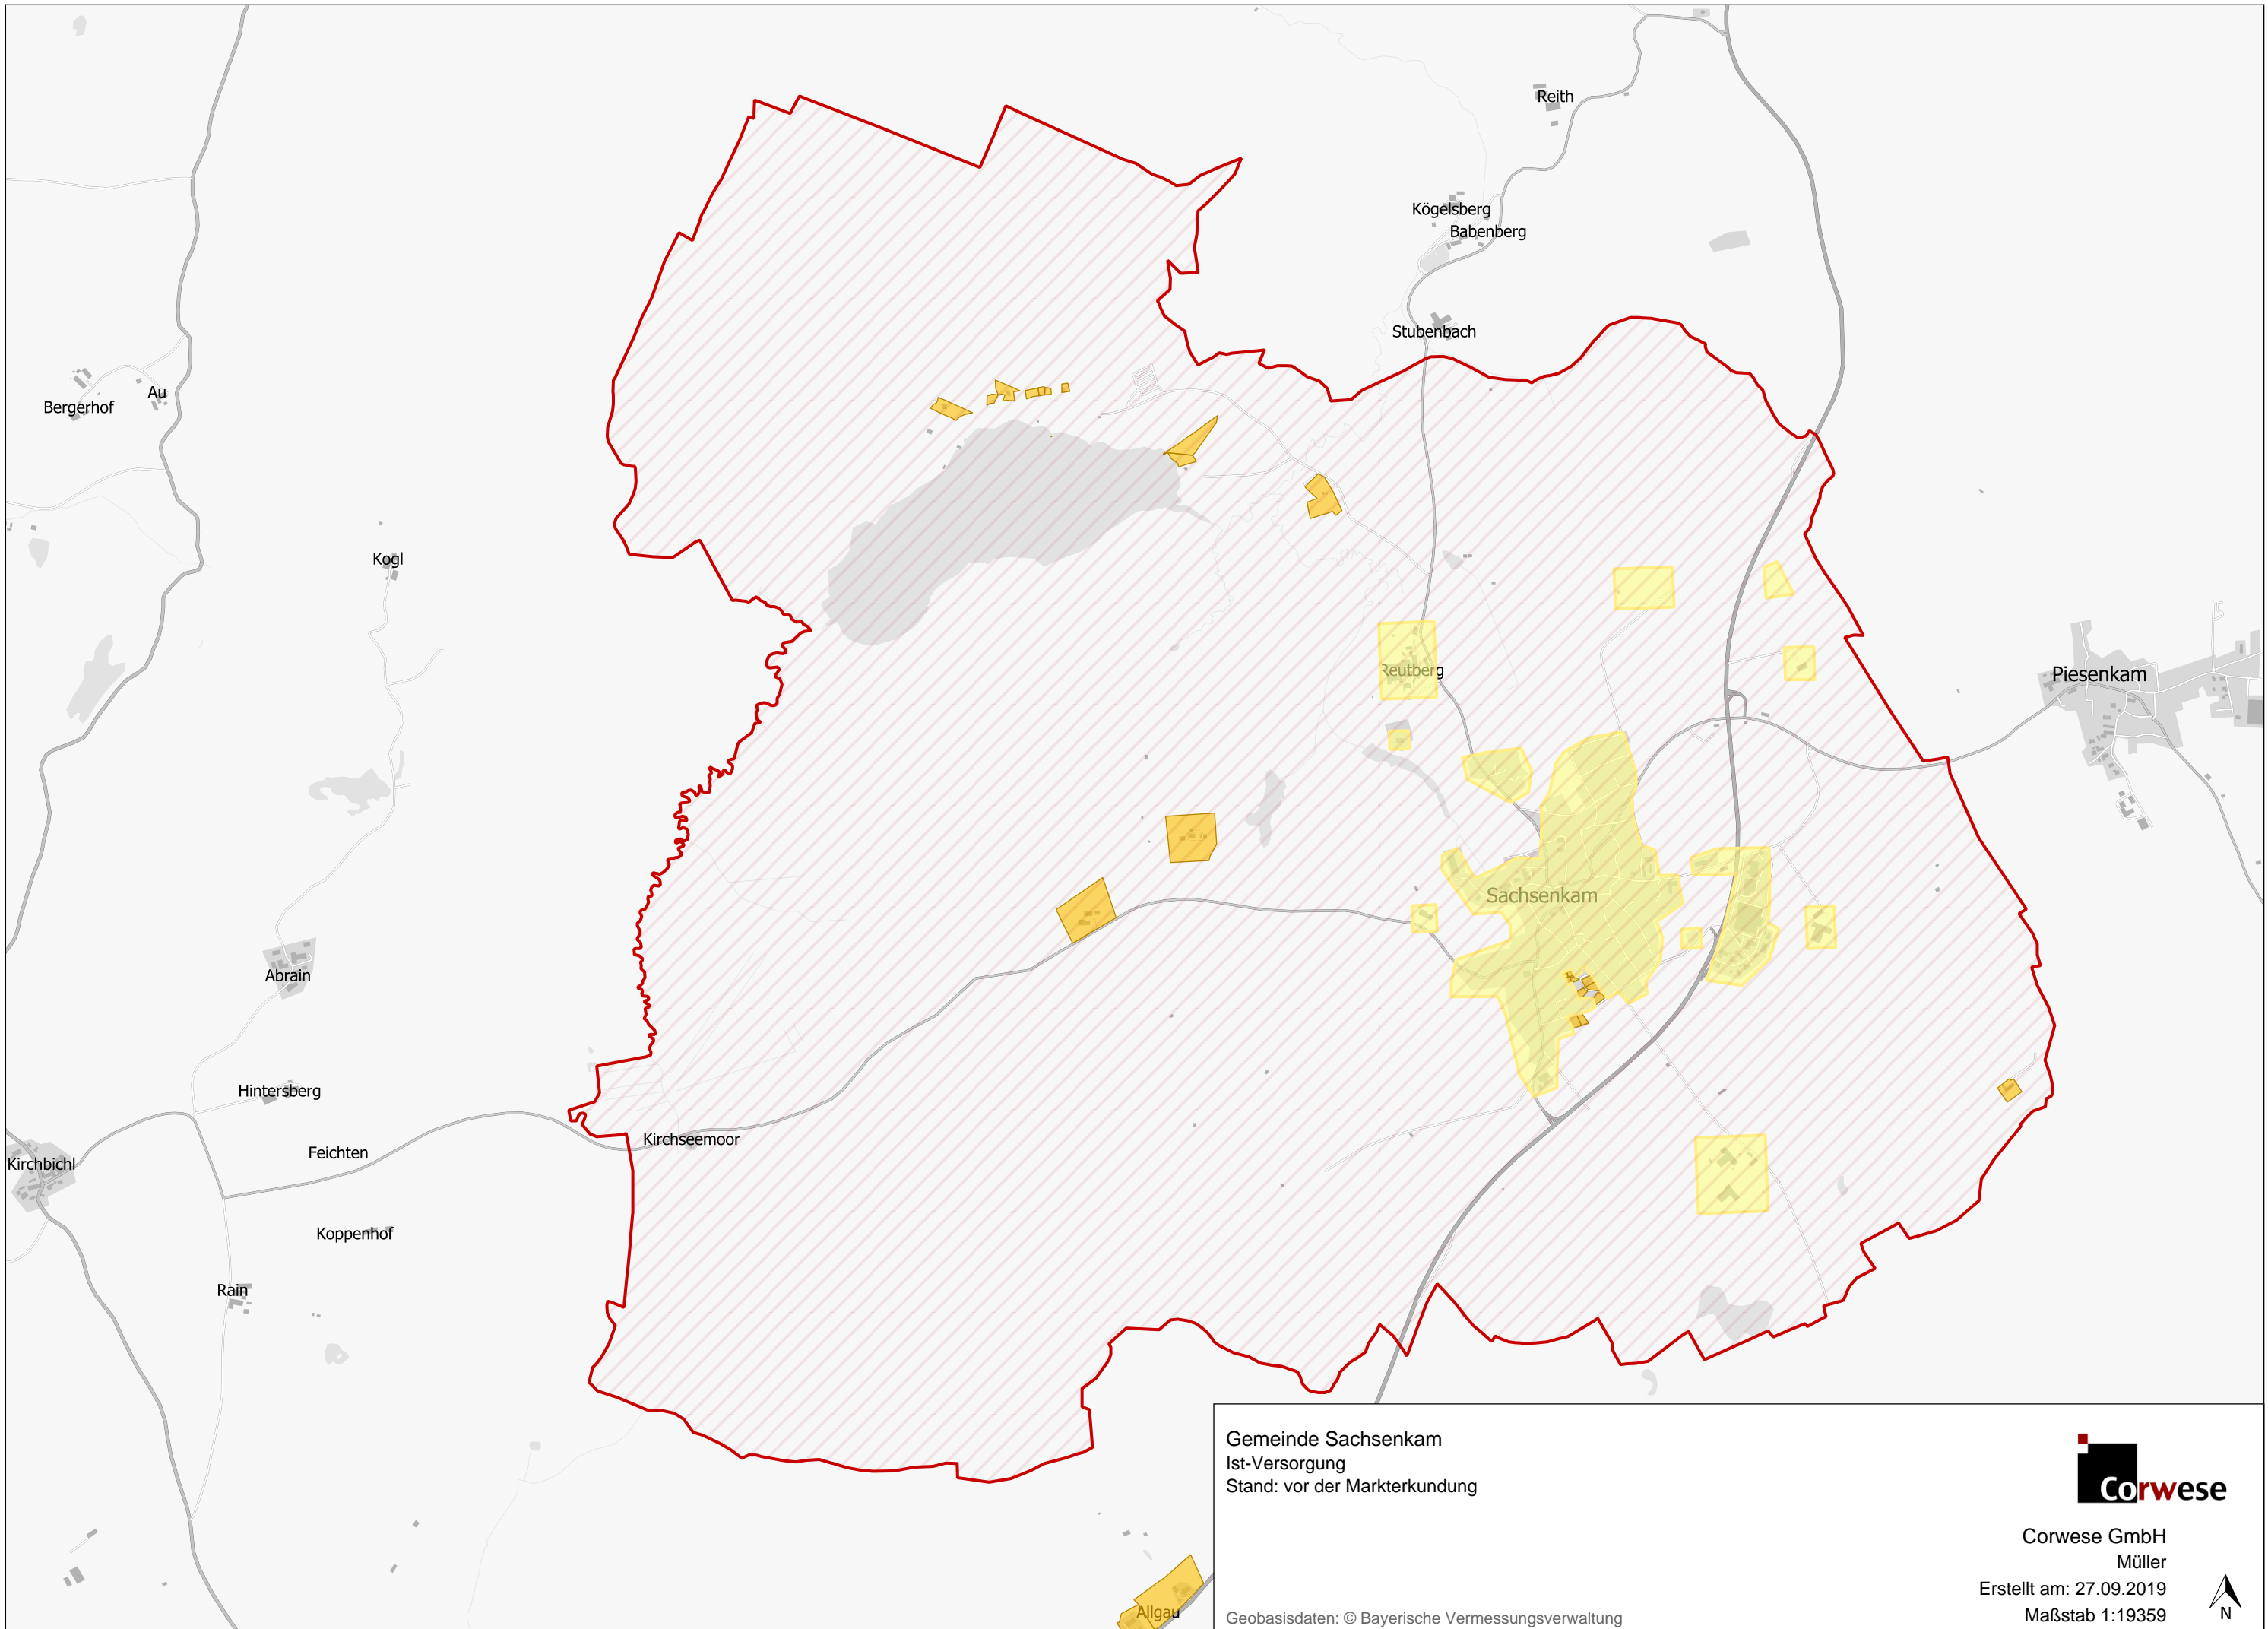 Reith
Kögelsberg
Babenberg
Stubenbach
Au
Bergerhof
Kogl
Reutberg
Piesenkam
Sachsenkam
Abrain
Hintersberg
Kirchseemoor
Feichten
Kirchbichl
Koppenhof
Rain
Allgau
Gemeinde Sachsenkam
Ist-Versorgung
Stand: vor der Markterkundung
Geobasisdaten: © Bayerische Vermessungsverwaltung
Corwese
Corwese GmbH
Müller
Erstellt am: 27.09.2019
Maßstab 1:19359
N